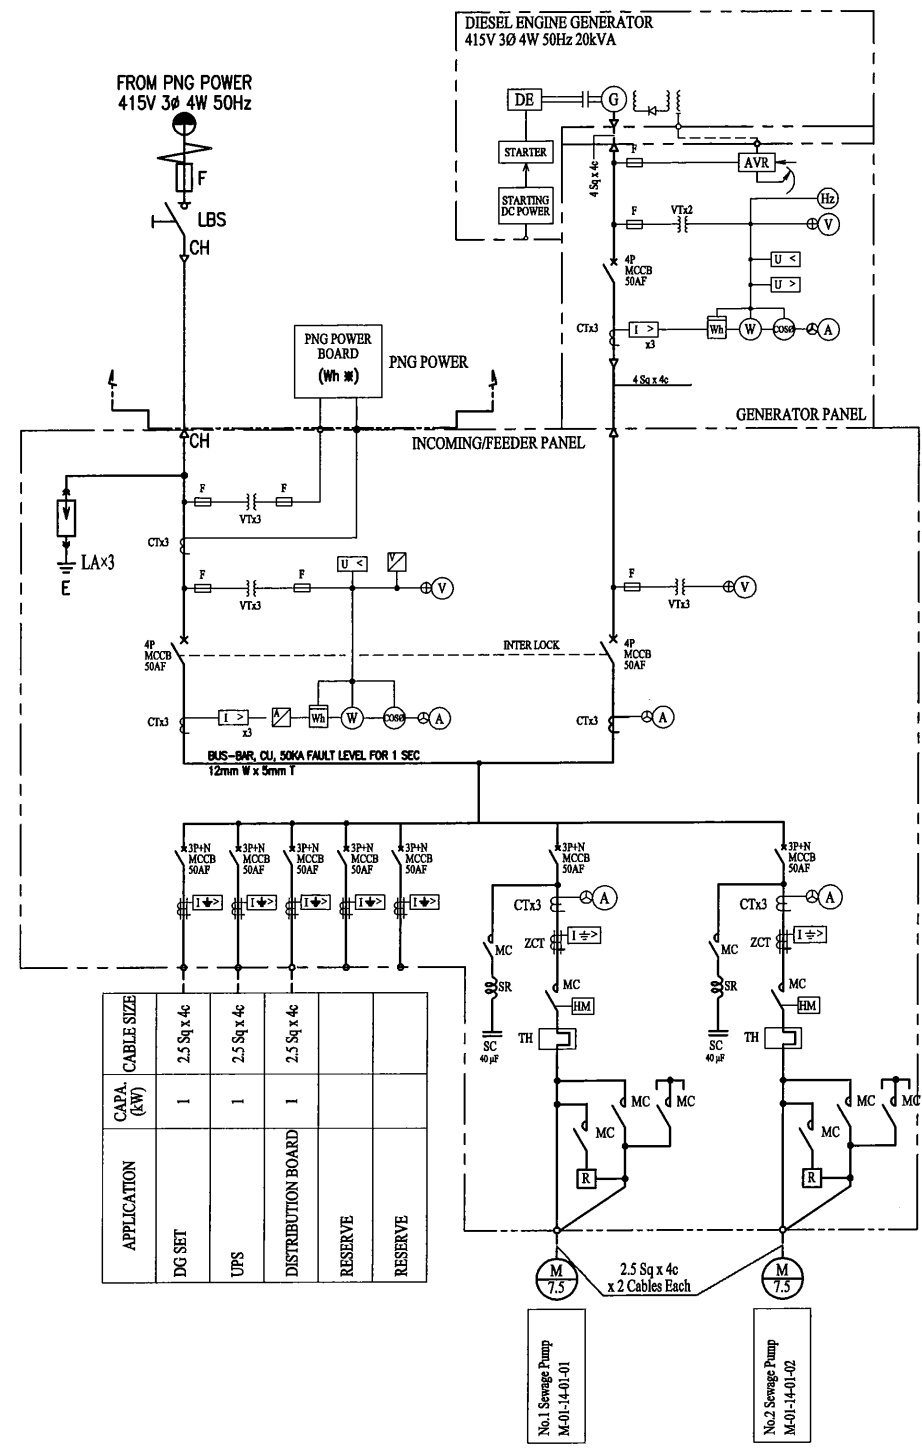 DIESEL ENGINE GENERATOR
415V 3Ø 4W 50Hz 20kVA
FROM PNG POWER
415V 3ø 4W 50Hz
F
LBS
CH
DE
G
STARTER
STARTING
DC POWER
4 Sq x 4c
F
AVR
Hz
F
VTx2
V
U <
U >
4P
MCCB
50AF
CTx3
I >
x3
Wh
W
cosø
A
4 Sq x 4c
GENERATOR PANEL
PNG POWER
BOARD
(Wh ※)
PNG POWER
CH
INCOMING/FEEDER PANEL
F
VTx3
F
LA×3
E
CTx3
F
VTx3
F
U <
V
V
F
VTx3
V
4P
MCCB
50AF
INTER LOCK
4P
MCCB
50AF
CTx3
I >
x3
A
Wh
W
cosø
A
CTx3
A
BUS-BAR, CU, 50KA FAULT LEVEL FOR 1 SEC
12mm W x 5mm T
3P+N
MCCB
50AF
3P+N
MCCB
50AF
3P+N
MCCB
50AF
3P+N
MCCB
50AF
3P+N
MCCB
50AF
3P+N
MCCB
50AF
3P+N
MCCB
50AF
I >
I >
I >
I >
I >
CTx3
A
ZCT
I >
MC
MC
HM
SR
TH
SC
40 µF
MC
MC
MC
R
CTx3
A
ZCT
I >
MC
MC
HM
SR
TH
SC
40 µF
MC
MC
MC
R
APPLICATION
CAPA.
(kW)
CABLE SIZE
DG SET
1
2.5 Sq x 4c
UPS
1
2.5 Sq x 4c
DISTRIBUTION BOARD
1
2.5 Sq x 4c
RESERVE
RESERVE
M
7.5
2.5 Sq x 4c
x 2 Cables Each
M
7.5
No.1 Sewage Pump
M-01-14-01-01
No.2 Sewage Pump
M-01-14-01-02